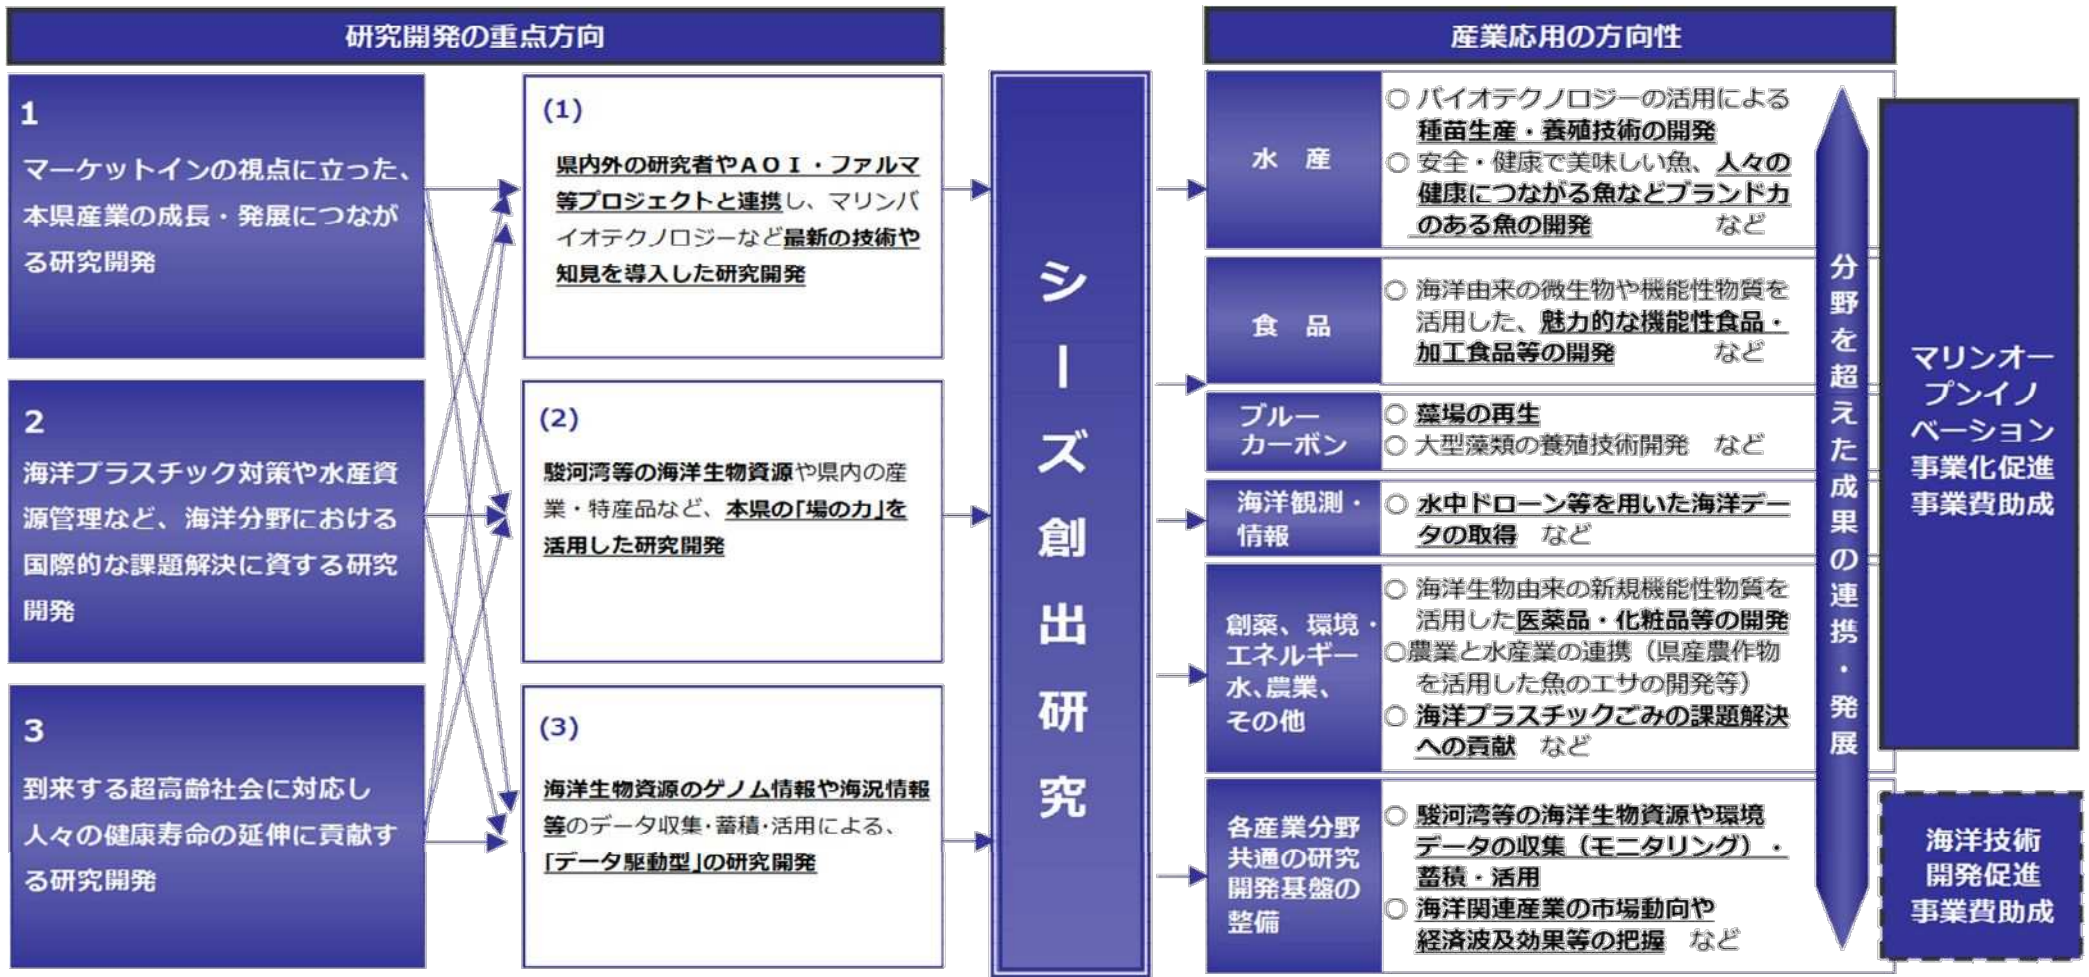 研究開発の重点方向
1
マーケットインの視点に立った、
本県産業の成長・発展につなが
る研究開発
2
海洋プラスチック対策や水産資
源管理など、海洋分野における
国際的な課題解決に資する研究
開発
3
到来する超高齢社会に対応し
人々の健康寿命の延伸に貢献す
る研究開発
(1)
県内外の研究者やAOI・ファルマ
等プロジェクトと連携し、マリンバ
イオテクノロジーなど最新の技術や
知見を導入した研究開発
(2)
駿河湾等の海洋生物資源や県内の産
業・特産品など、本県の「場の力」を
活用した研究開発
(3)
海洋生物資源のゲノム情報や海況情報
等のデータ収集・蓄積・活用による、
「データ駆動型」の研究開発
シーズ創出研究
産業応用の方向性
水 産
○ バイオテクノロジーの活用による
種苗生産・養殖技術の開発
○ 安全・健康で美味しい魚、人々の
健康につながる魚などブランド力
のある魚の開発 など
食 品
○ 海洋由来の微生物や機能性物質を
活用した、魅力的な機能性食品・
加工食品等の開発 など
ブルー
カーボン
○ 藻場の再生
○ 大型藻類の養殖技術開発 など
海洋観測・
情報
○ 水中ドローン等を用いた海洋デー
タの取得 など
創薬、環境・
エネルギー
水、農業、
その他
○ 海洋生物由来の新規機能性物質を
活用した医薬品・化粧品等の開発
○農業と水産業の連携（県産農作物
を活用した魚のエサの開発等）
○ 海洋プラスチックごみの課題解決
への貢献 など
各産業分野
共通の研究
開発基盤の
整備
○ 駿河湾等の海洋生物資源や環境
データの収集（モニタリング）・
蓄積・活用
○ 海洋関連産業の市場動向や
経済波及効果等の把握 など
分野を超えた成果の連携・発展
マリンオー
プンイノ
ベーション
事業化促進
事業費助成
海洋技術
開発促進
事業費助成